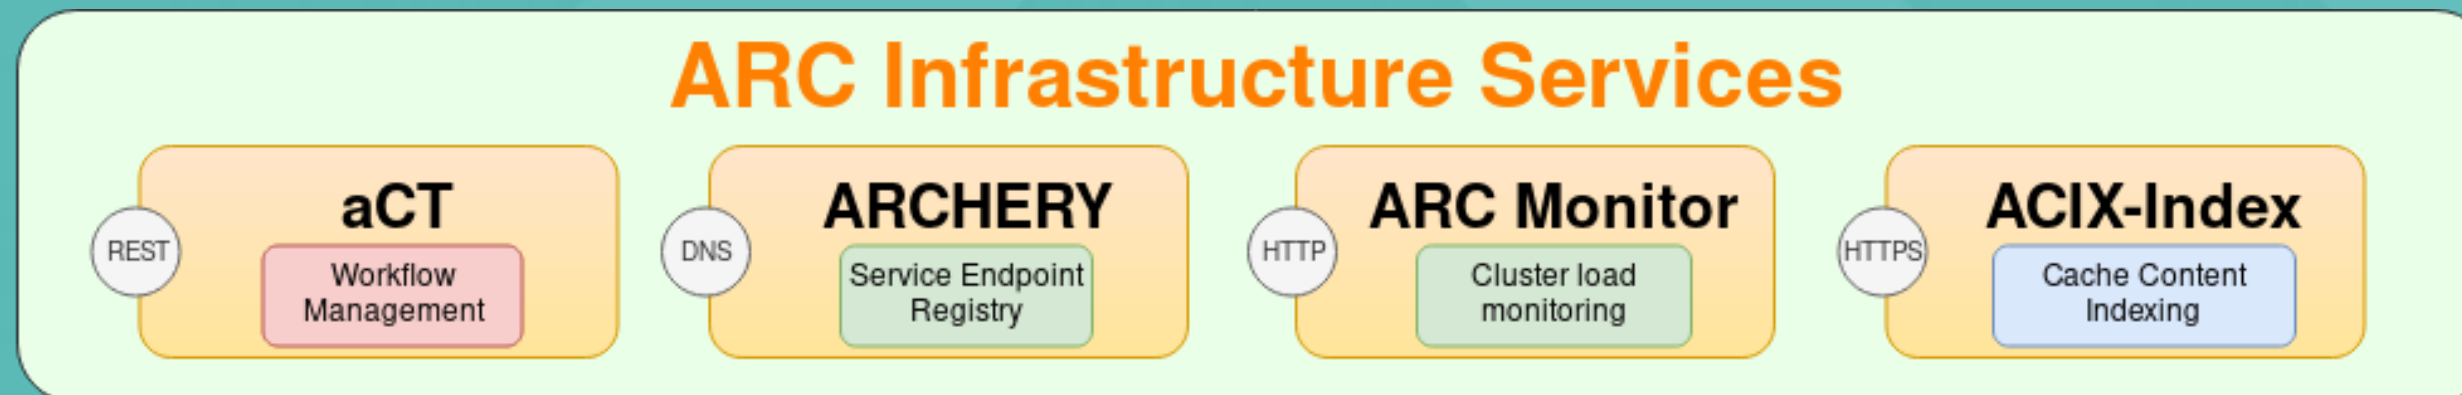 ARC Infrastructure Services
REST
aCT
Workflow
Management
DNS
ARCHERY
Service Endpoint
Registry
HTTP
ARC Monitor
Cluster load
monitoring
HTTPS
ACIX-Index
Cache Content
Indexing